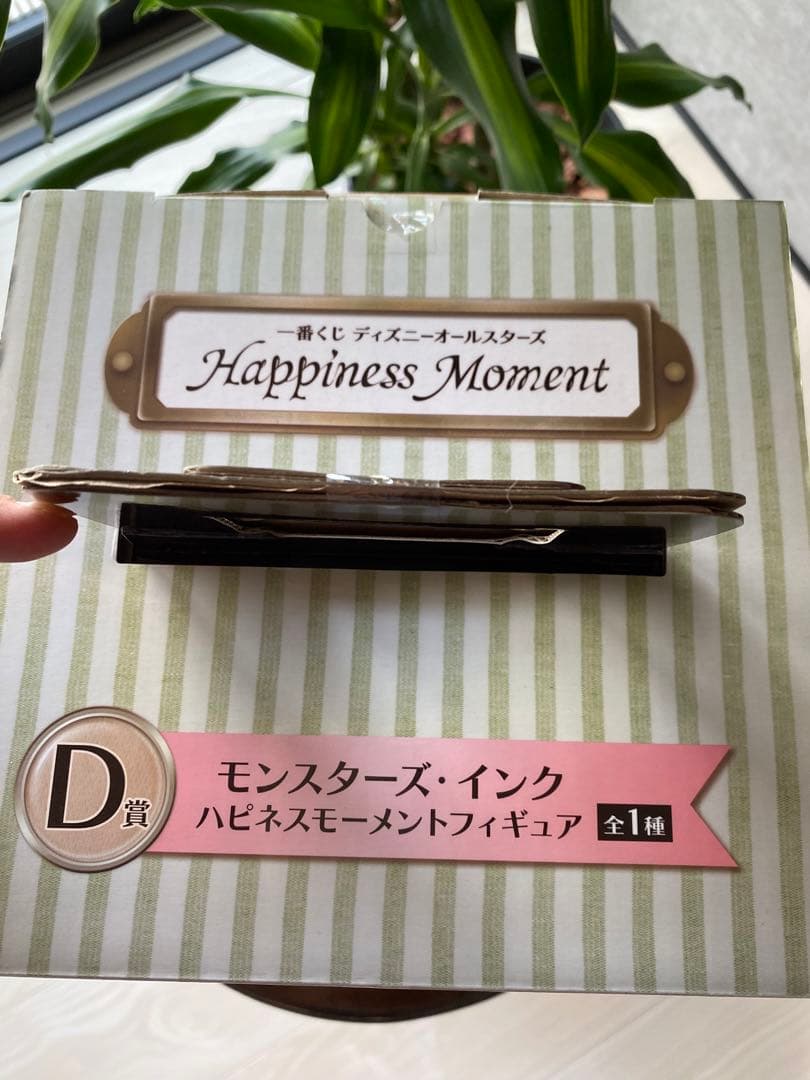 一番くじ ディズニーオールスターズ
Happiness Moment
D賞
モンスターズ・インク
ハピネスモーメントフィギュア 全1種